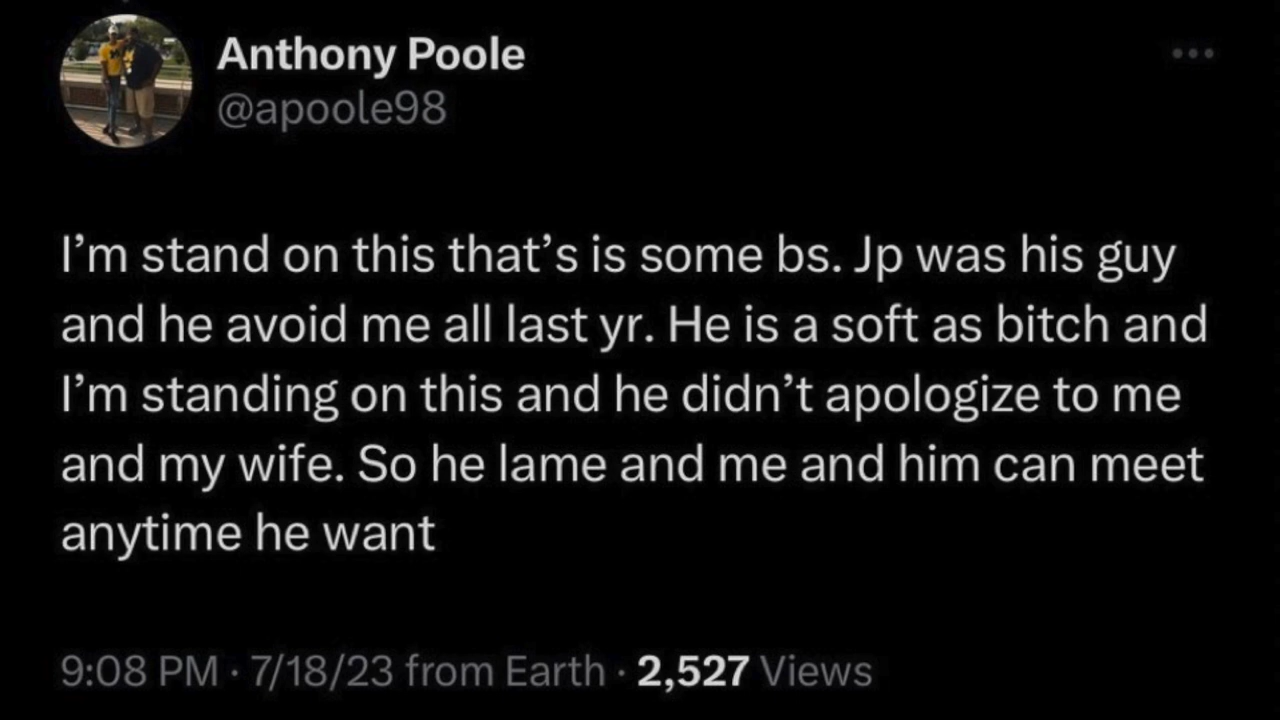 Anthony Poole
@apoole98
I’m stand on this that’s is some bs. Jp was his guy
and he avoid me all last yr. He is a soft as bitch and
I’m standing on this and he didn’t apologize to me
and my wife. So he lame and me and him can meet
anytime he want
9:08 PM · 7/18/23 from Earth · 2,527 Views